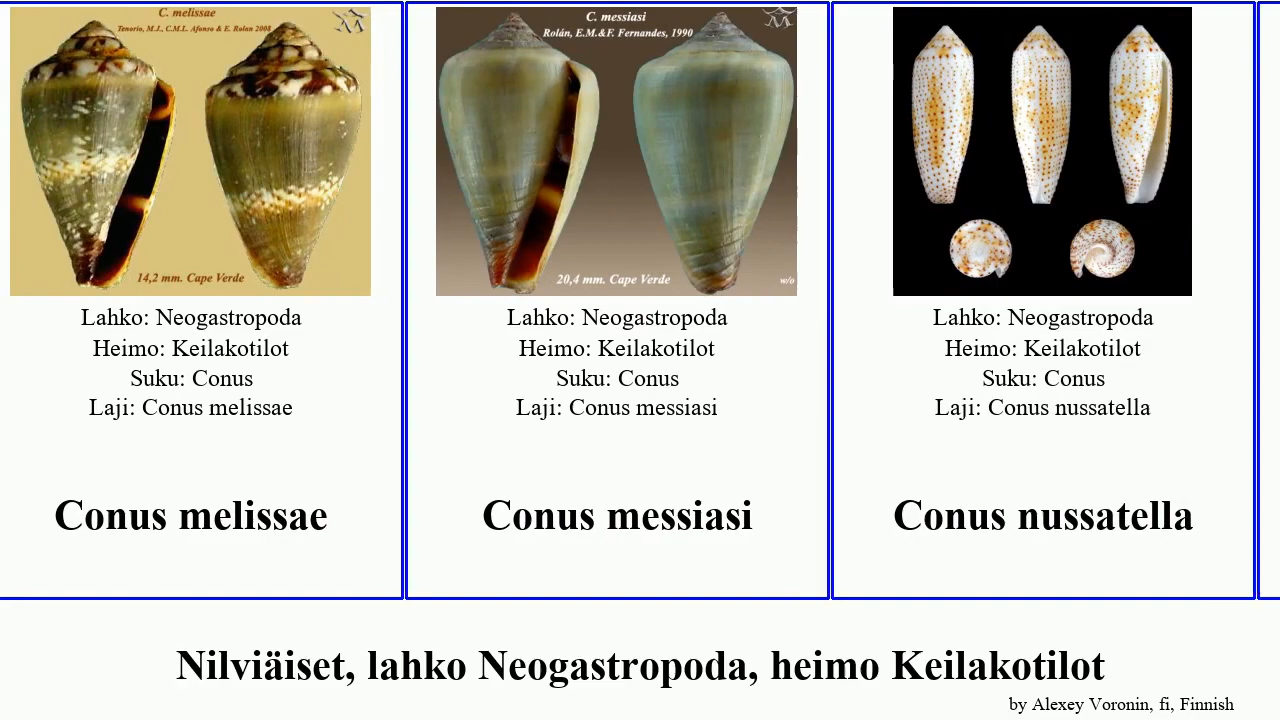 C. melissae
Tenorio, M.J., C.M.L. Afonso & E. Rolan 2008
14,2 mm. Cape Verde
Lahko: Neogastropoda
Heimo: Keilakotilot
Suku: Conus
Laji: Conus melissae
Conus melissae
C. messiasi
Rolán, E.M.&F. Fernandes, 1990
20,4 mm. Cape Verde
w/o
Lahko: Neogastropoda
Heimo: Keilakotilot
Suku: Conus
Laji: Conus messiasi
Conus messiasi
Lahko: Neogastropoda
Heimo: Keilakotilot
Suku: Conus
Laji: Conus nussatella
Conus nussatella
Nilviäiset, lahko Neogastropoda, heimo Keilakotilot
by Alexey Voronin, fi, Finnish